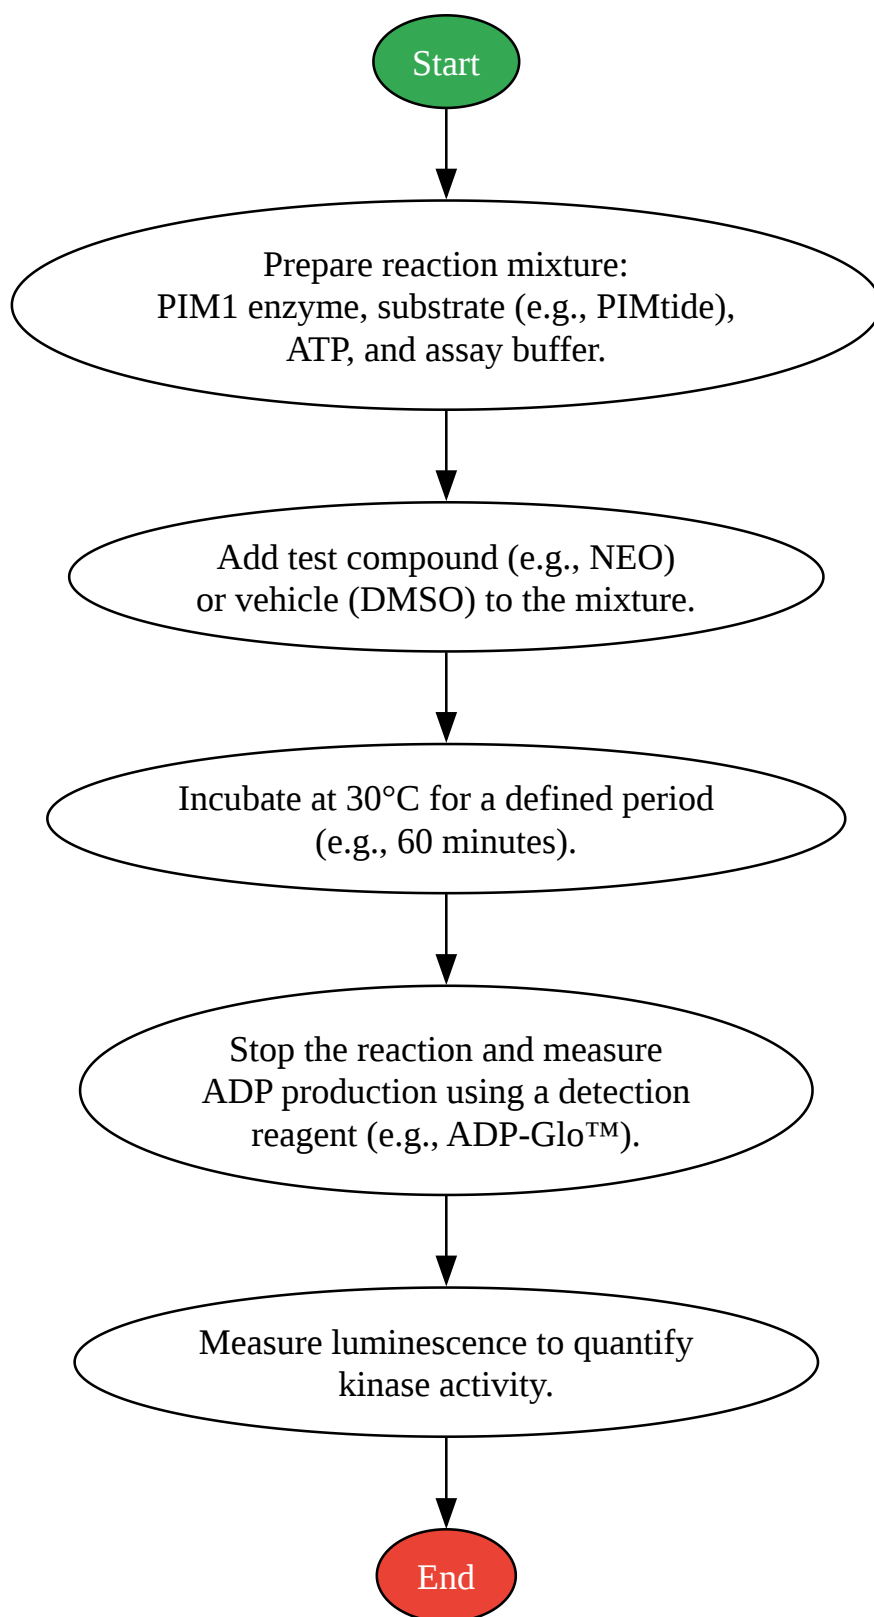 Start
Prepare reaction mixture:
PIM1 enzyme, substrate (e.g., PIMtide),
ATP, and assay buffer.
Add test compound (e.g., NEO)
or vehicle (DMSO) to the mixture.
Incubate at 30°C for a defined period
(e.g., 60 minutes).
Stop the reaction and measure
ADP production using a detection
reagent (e.g., ADP-Glo™).
Measure luminescence to quantify
kinase activity.
End